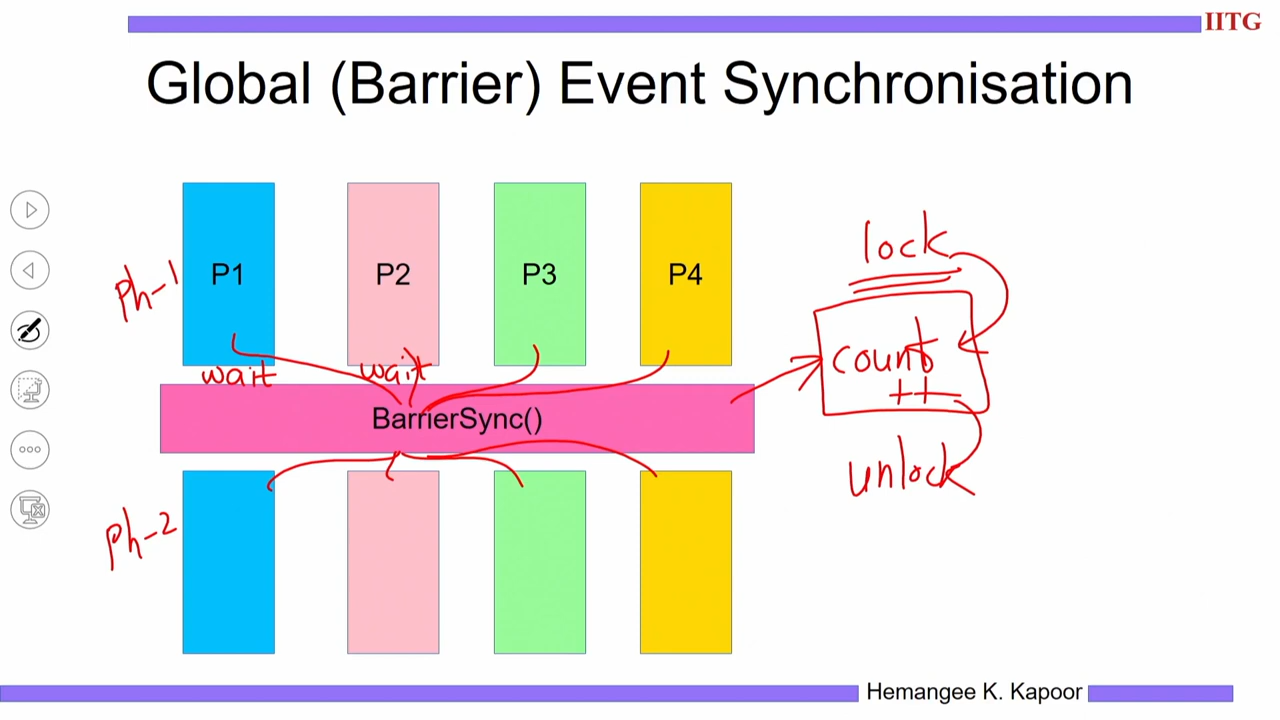 IITG
Global (Barrier) Event Synchronisation
lock
Ph-1
P1
P2
P3
P4
count
++
wait
wait
BarrierSync()
unlock
Ph-2
Hemangee K. Kapoor